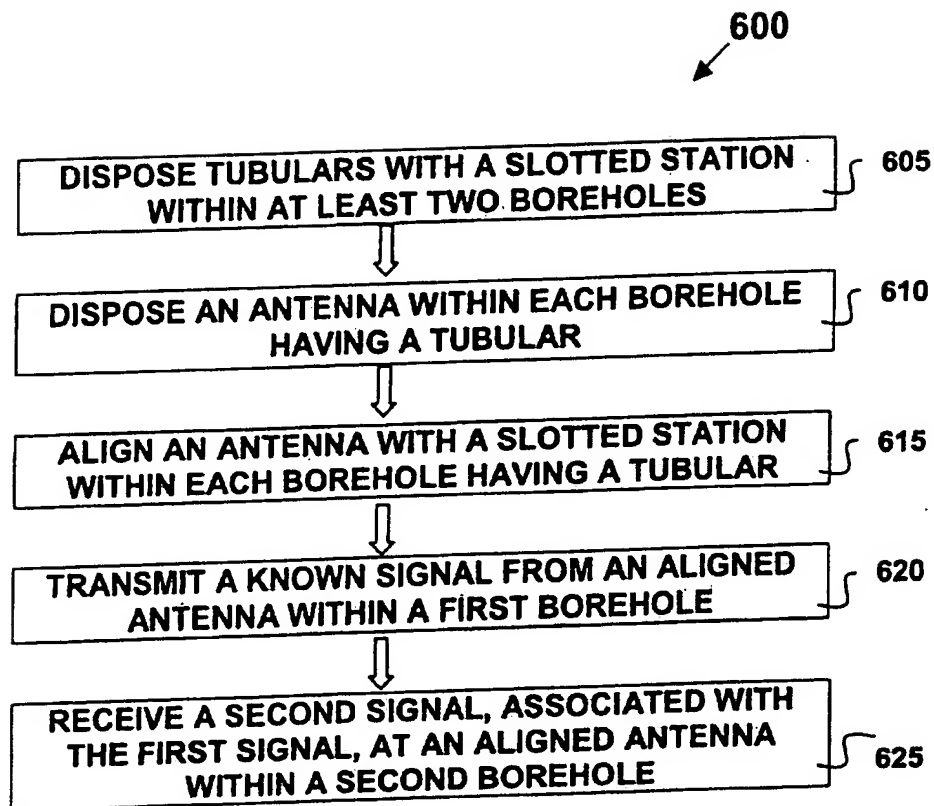 600
DISPOSE TUBULARS WITH A SLOTTED STATION
WITHIN AT LEAST TWO BOREHOLES
605
DISPOSE AN ANTENNA WITHIN EACH BOREHOLE
HAVING A TUBULAR
610
ALIGN AN ANTENNA WITH A SLOTTED STATION
WITHIN EACH BOREHOLE HAVING A TUBULAR
615
TRANSMIT A KNOWN SIGNAL FROM AN ALIGNED
ANTENNA WITHIN A FIRST BOREHOLE
620
RECEIVE A SECOND SIGNAL, ASSOCIATED WITH
THE FIRST SIGNAL, AT AN ALIGNED ANTENNA
WITHIN A SECOND BOREHOLE
625